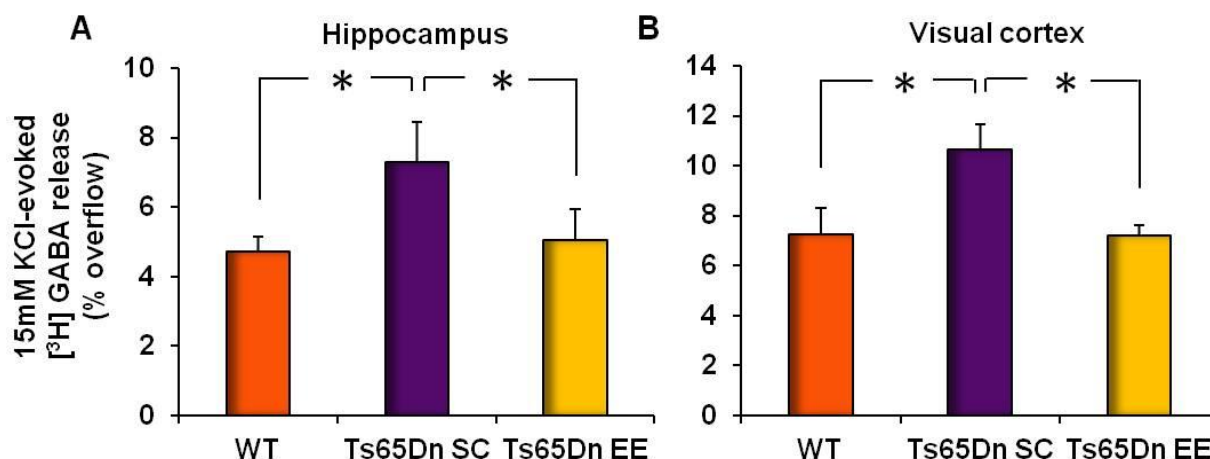 A
Hippocampus
15mM KCl-evoked
[³H] GABA release
(% overflow)
10
8
6
4
2
0
*
*
WT
Ts65Dn SC
Ts65Dn EE
B
Visual cortex
14
12
10
8
6
4
2
0
*
*
WT
Ts65Dn SC
Ts65Dn EE